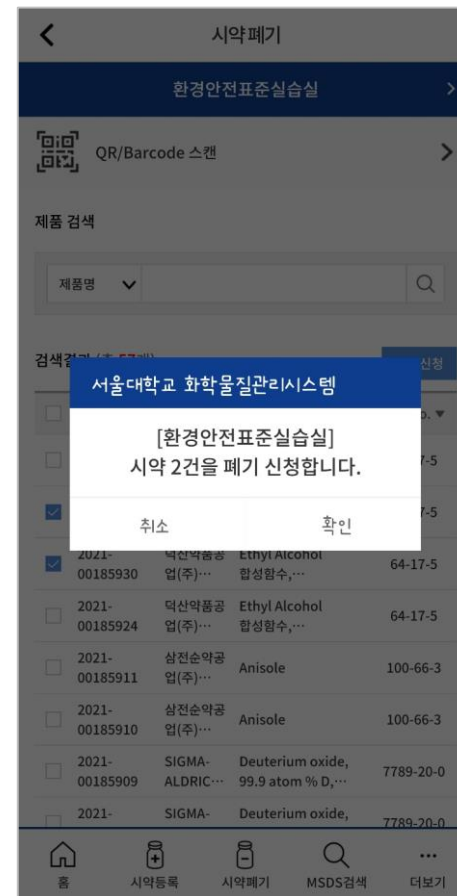 시약폐기
환경안전표준실습실
QR/Barcode 스캔
제품 검색
제품명
검색결
신청
서울대학교 화학물질관리시스템
[환경안전표준실습실]
시약 2건을 폐기 신청합니다.
취소 확인
2021-00185930 덕산약품공업(주)… Ethyl Alcohol 합성함수,… 64-17-5
2021-00185924 덕산약품공업(주)… Ethyl Alcohol 합성함수,… 64-17-5
2021-00185911 삼전순약공업(주)… Anisole 100-66-3
2021-00185910 삼전순약공업(주)… Anisole 100-66-3
2021-00185909 SIGMA-ALDRIC… Deuterium oxide, 99.9 atom % D,… 7789-20-0
2021- SIGMA- Deuterium oxide, 7789-20-0
홈 시약등록 시약폐기 MSDS검색 더보기